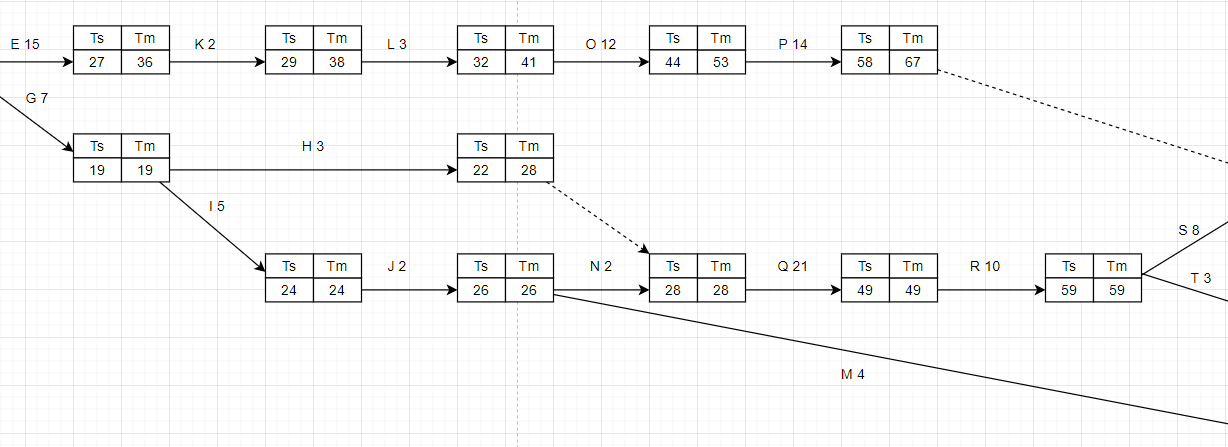 E 15
Ts Tm
27 36
K 2
Ts Tm
29 38
L 3
Ts Tm
32 41
O 12
Ts Tm
44 53
P 14
Ts Tm
58 67
G 7
Ts Tm
19 19
H 3
Ts Tm
22 28
I 5
Ts Tm
24 24
J 2
Ts Tm
26 26
N 2
Ts Tm
28 28
Q 21
Ts Tm
49 49
R 10
Ts Tm
59 59
S 8
T 3
M 4